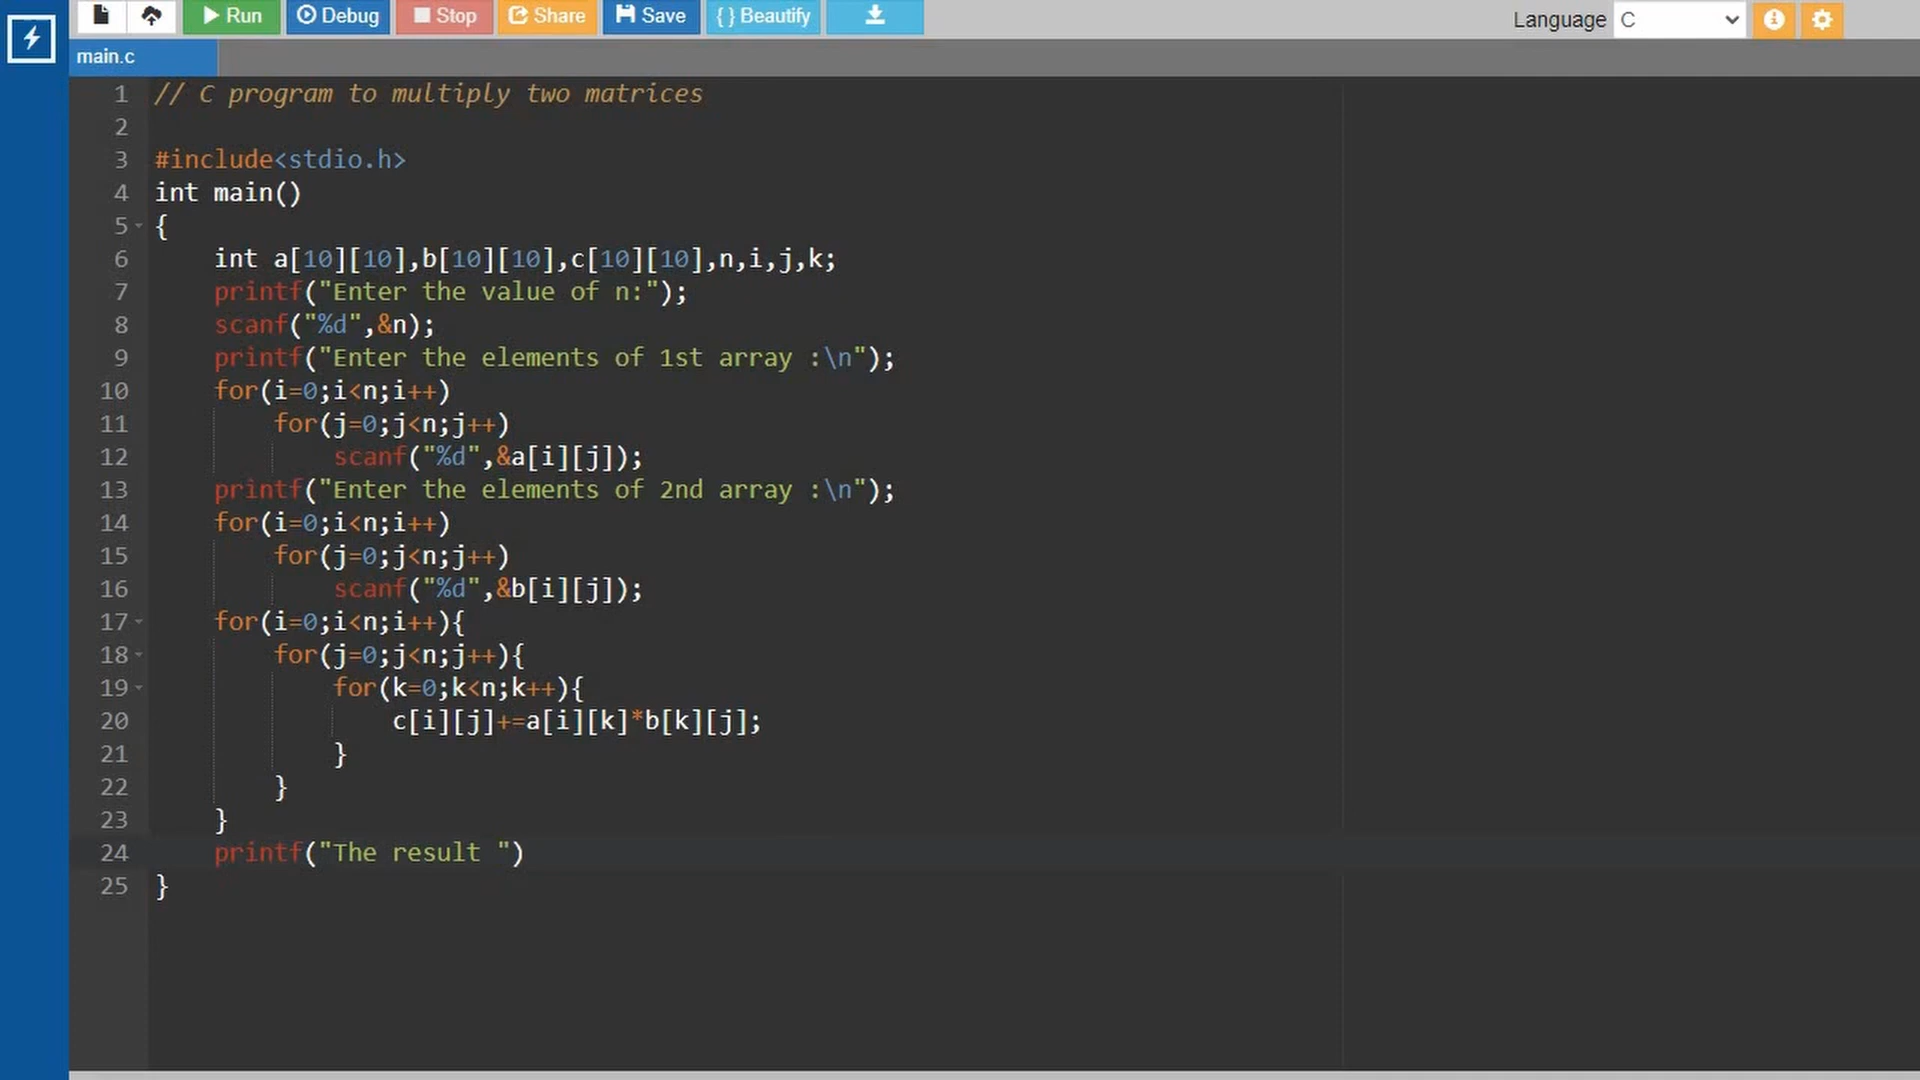 Run Debug Stop Share Save { } Beautify Language C
main.c
1 // C program to multiply two matrices
2
3 #include<stdio.h>
4 int main()
5 {
6     int a[10][10],b[10][10],c[10][10],n,i,j,k;
7     printf("Enter the value of n:");
8     scanf("%d",&n);
9     printf("Enter the elements of 1st array :\n");
10     for(i=0;i<n;i++)
11         for(j=0;j<n;j++)
12             scanf("%d",&a[i][j]);
13     printf("Enter the elements of 2nd array :\n");
14     for(i=0;i<n;i++)
15         for(j=0;j<n;j++)
16             scanf("%d",&b[i][j]);
17     for(i=0;i<n;i++){
18         for(j=0;j<n;j++){
19             for(k=0;k<n;k++){
20                 c[i][j]+=a[i][k]*b[k][j];
21             }
22         }
23     }
24     printf("The result ")
25 }